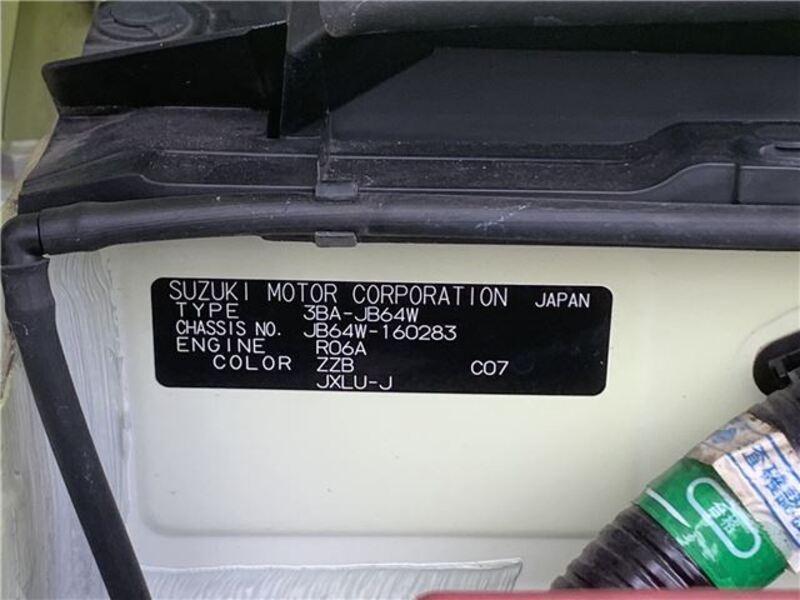 SUZUKI MOTOR CORPORATION JAPAN
TYPE 3BA-JB64W
CHASSIS NO. JB64W-160283
ENGINE R06A
COLOR ZZB C07
JXLU-J